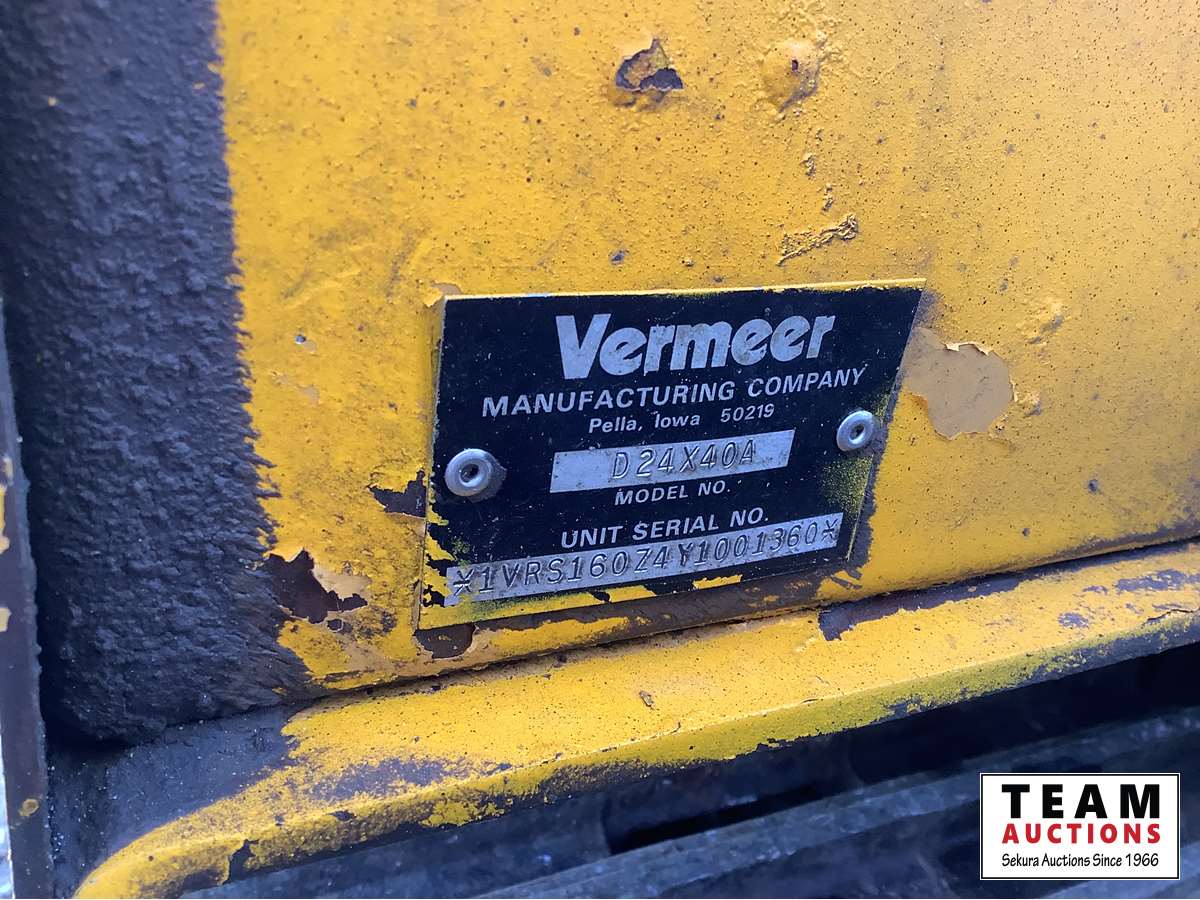 Vermeer
MANUFACTURING COMPANY
Pella, Iowa 50219
D24X40A
MODEL NO.
UNIT SERIAL NO.
*1VRS160Z4Y1001360*
TEAM
AUCTIONS
Sekura Auctions Since 1966